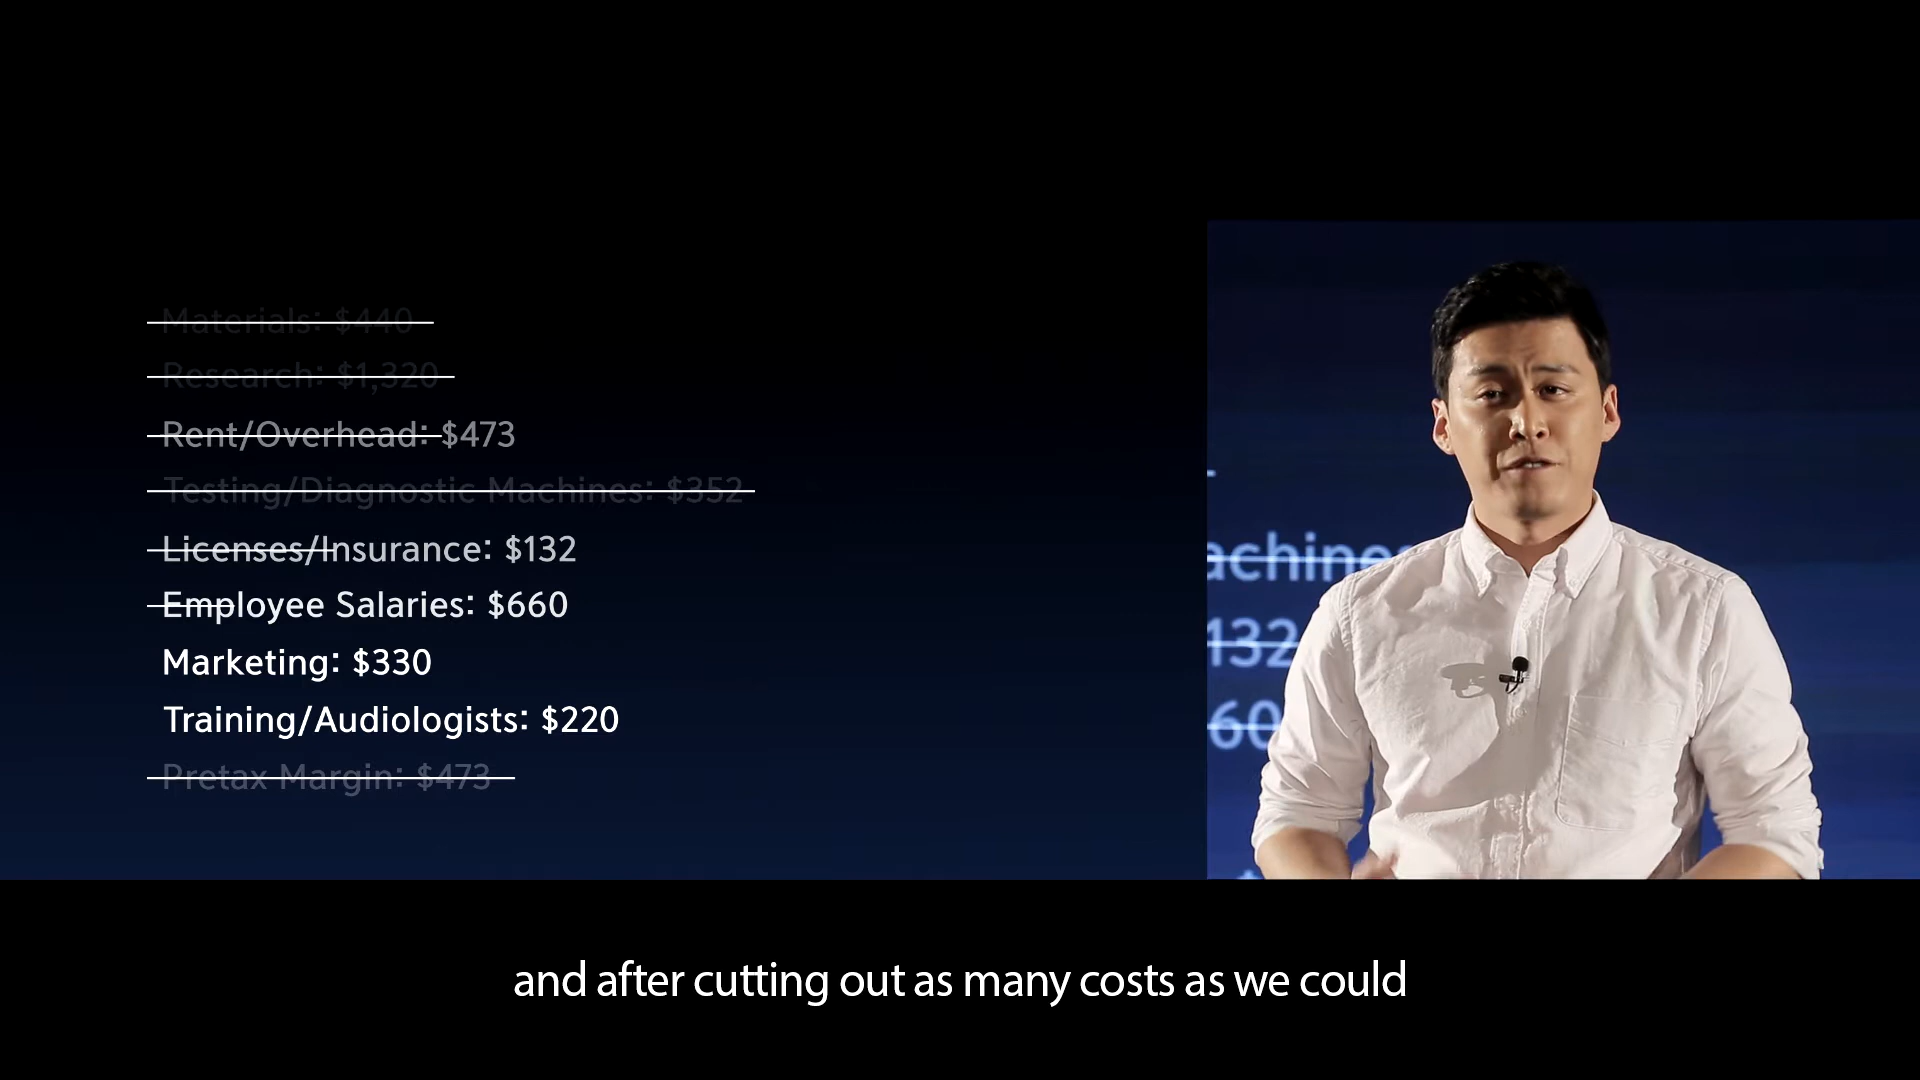 Materials: $440
Research: $1,320
Rent/Overhead: $473
Testing/Diagnostic Machines: $352
Licenses/Insurance: $132
Employee Salaries: $660
Marketing: $330
Training/Audiologists: $220
Pretax Margin: $473
achines
132
60
and after cutting out as many costs as we could